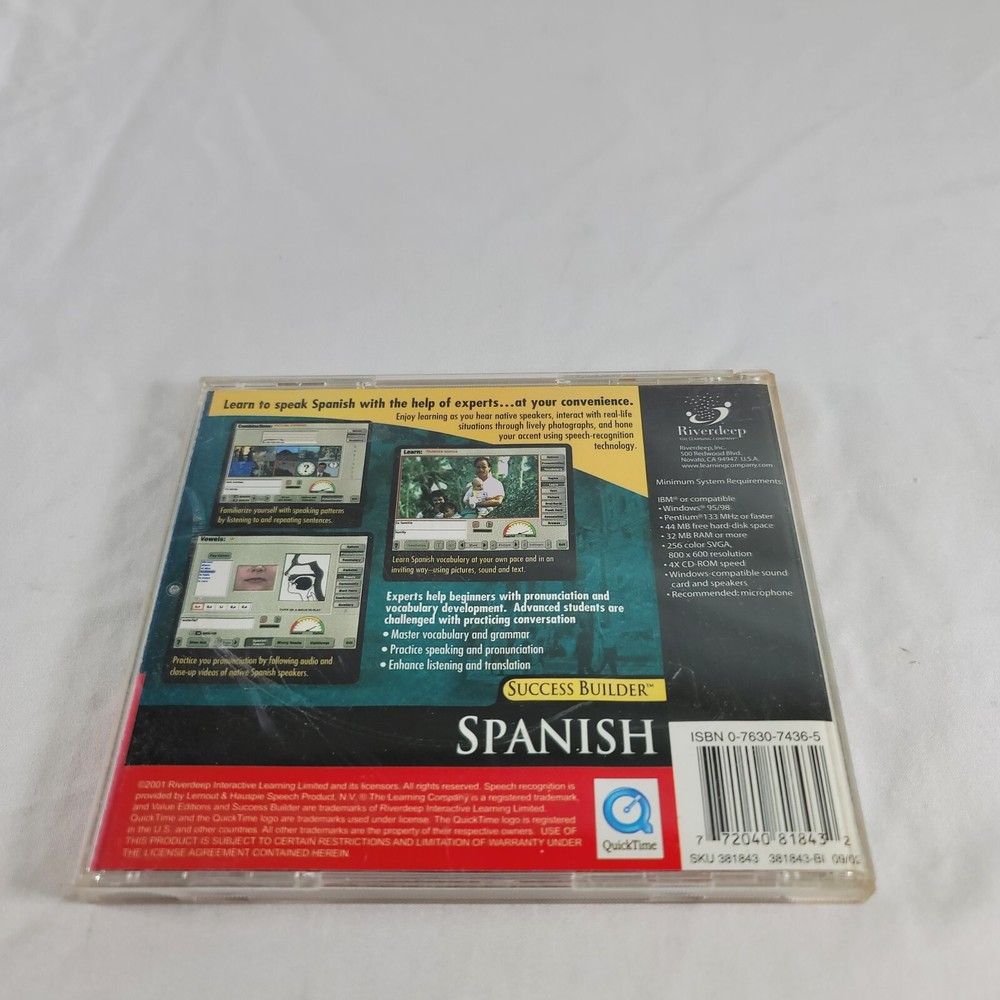 Learn to speak Spanish with the help of experts...at your convenience.
Enjoy learning as you hear native speakers, interact with real-life
situations through lively photographs, and hone
your accent using speech-recognition
technology.
Familiarize yourself with speaking patterns
by listening to and repeating sentences.
Learn:
Learn Spanish vocabulary at your own pace and in an
inviting way--using pictures, sound and text.
Vowels:
Practice you pronunciation by following audio and
close-up videos of native Spanish speakers.
Experts help beginners with pronunciation and
vocabulary development. Advanced students are
challenged with practicing conversation
• Master vocabulary and grammar
• Practice speaking and pronunciation
• Enhance listening and translation
SUCCESS BUILDER™
SPANISH
Riverdeep
THE LEARNING COMPANY
Riverdeep, Inc.
500 Redwood Blvd.
Novato, CA 94947 U.S.A.
www.learningcompany.com
Minimum System Requirements:
IBM® or compatible:
• Windows® 95/98
• Pentium® 133 MHz or faster
• 44 MB free hard-disk space
• 32 MB RAM or more
• 256 color SVGA,
800 x 600 resolution
• 4X CD-ROM speed
• Windows-compatible sound
card and speakers
• Recommended: microphone
©2001 Riverdeep Interactive Learning Limited and its licensors. All rights reserved. Speech recognition is
provided by Lernout & Hauspie Speech Product, N.V. ® The Learning Company is a registered trademark,
and Value Editions and Success Builder are trademarks of Riverdeep Interactive Learning Limited.
QuickTime and the QuickTime logo are trademarks used under license. The QuickTime logo is registered
in the U.S. and other countries. All other trademarks are the property of their respective owners. USE OF
THIS PRODUCT IS SUBJECT TO CERTAIN RESTRICTIONS AND LIMITATION OF WARRANTY UNDER
THE LICENSE AGREEMENT CONTAINED HEREIN.
QuickTime
ISBN 0-7630-7436-5
7 72040 81843 2
SKU 381843 381843-BI 09/02